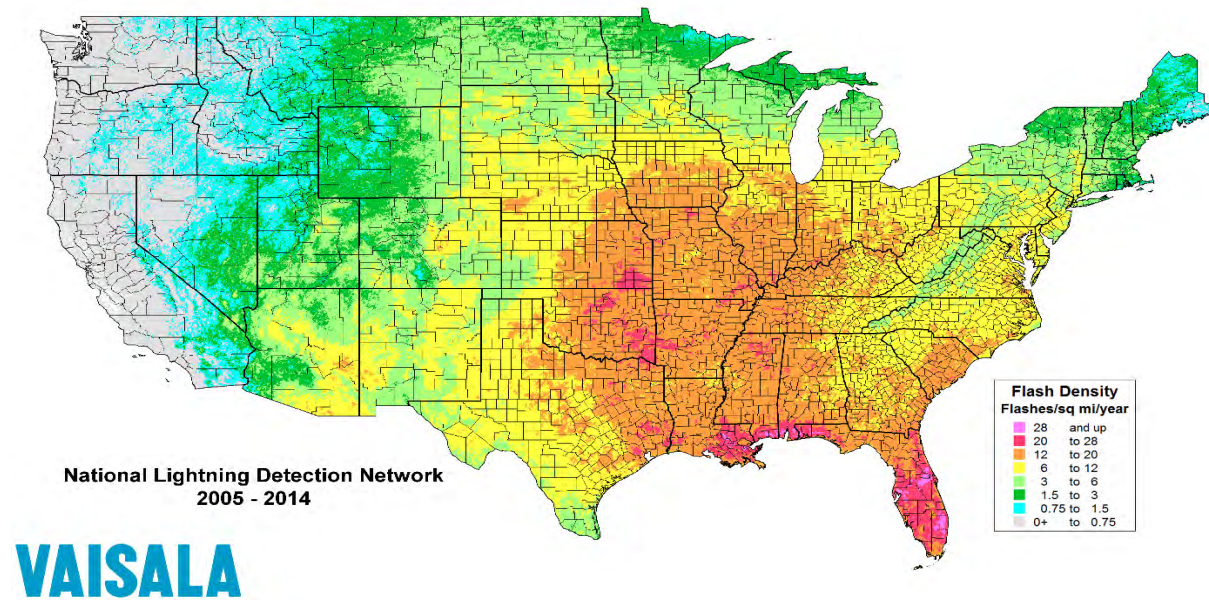 Flash Density
Flashes/sq mi/year
28 and up
20 to 28
12 to 20
6 to 12
3 to 6
1.5 to 3
0.75 to 1.5
0+ to 0.75
National Lightning Detection Network
2005 - 2014
VAISALA